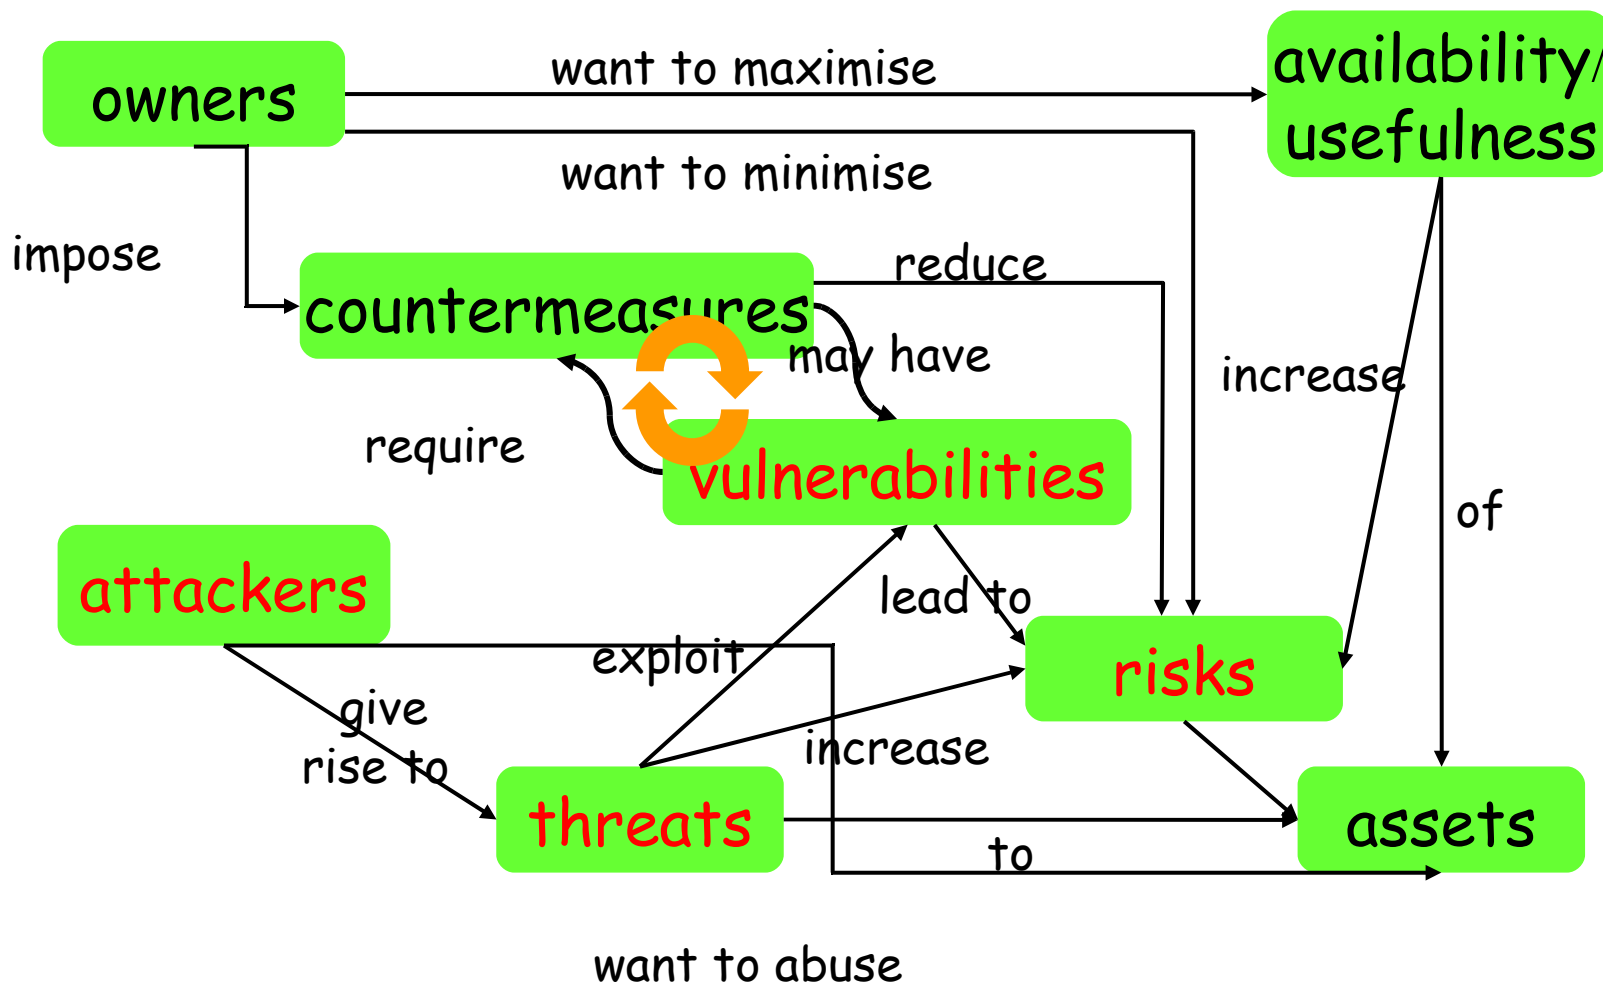 owners
want to maximise
availability/
usefulness
want to minimise
impose
countermeasures
reduce
may have
increase
require
vulnerabilities
of
attackers
lead to
exploit
risks
give
rise to
increase
threats
to
assets
want to abuse